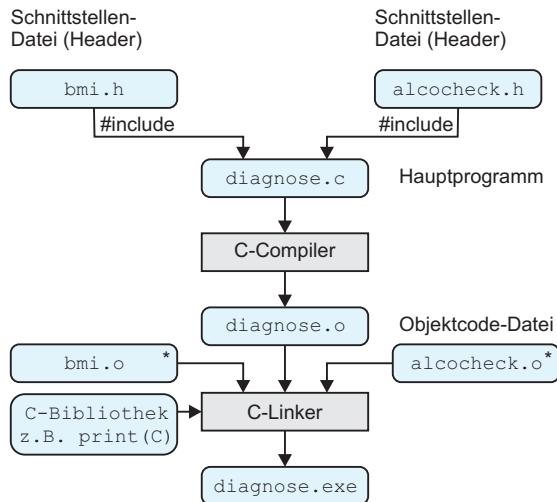 Schnittstellen-
Datei (Header)
Schnittstellen-
Datei (Header)
bmi.h
alcocheck.h
#include
#include
diagnose.c
Hauptprogramm
C-Compiler
diagnose.o
Objektcode-Datei
bmi.o *
alcocheck.o*
C-Bibliothek
z.B. print(C)
C-Linker
diagnose.exe